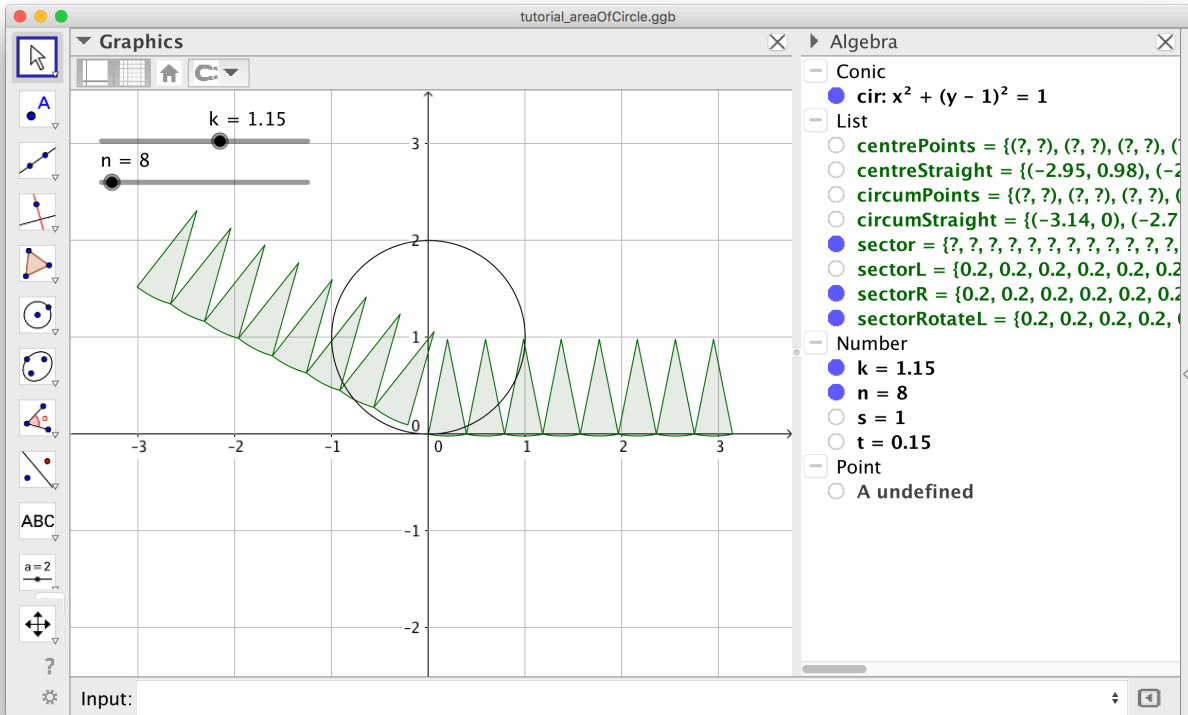 tutorial_areaOfCircle.ggb
Graphics
Algebra
k = 1.15
n = 8
3
2
1
0
-3
-2
-1
0
1
2
3
-1
-2
A
ABC
a=2
α
?
Conic
cir: x² + (y – 1)² = 1
List
centrePoints = {(?, ?), (?, ?), (?, ?), (
centreStraight = {(–2.95, 0.98), (–2
circumPoints = {(?, ?), (?, ?), (?, ?), (
circumStraight = {(–3.14, 0), (–2.7
sector = {?, ?, ?, ?, ?, ?, ?, ?, ?, ?, ?, ?,
sectorL = {0.2, 0.2, 0.2, 0.2, 0.2, 0.2
sectorR = {0.2, 0.2, 0.2, 0.2, 0.2, 0.2
sectorRotateL = {0.2, 0.2, 0.2, 0.2,
Number
k = 1.15
n = 8
s = 1
t = 0.15
Point
A undefined
Input: